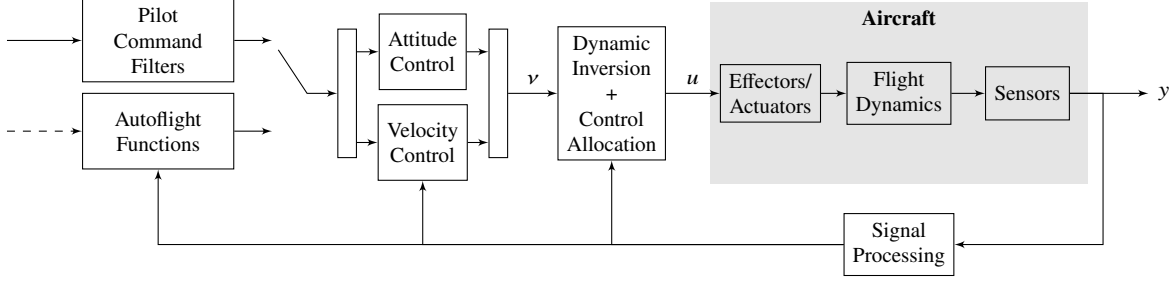 Pilot
Command
Filters
Autoflight
Functions
Attitude
Control
Velocity
Control
ν
Dynamic
Inversion
+
Control
Allocation
u
Aircraft
Effectors/
Actuators
Flight
Dynamics
Sensors
y
Signal
Processing